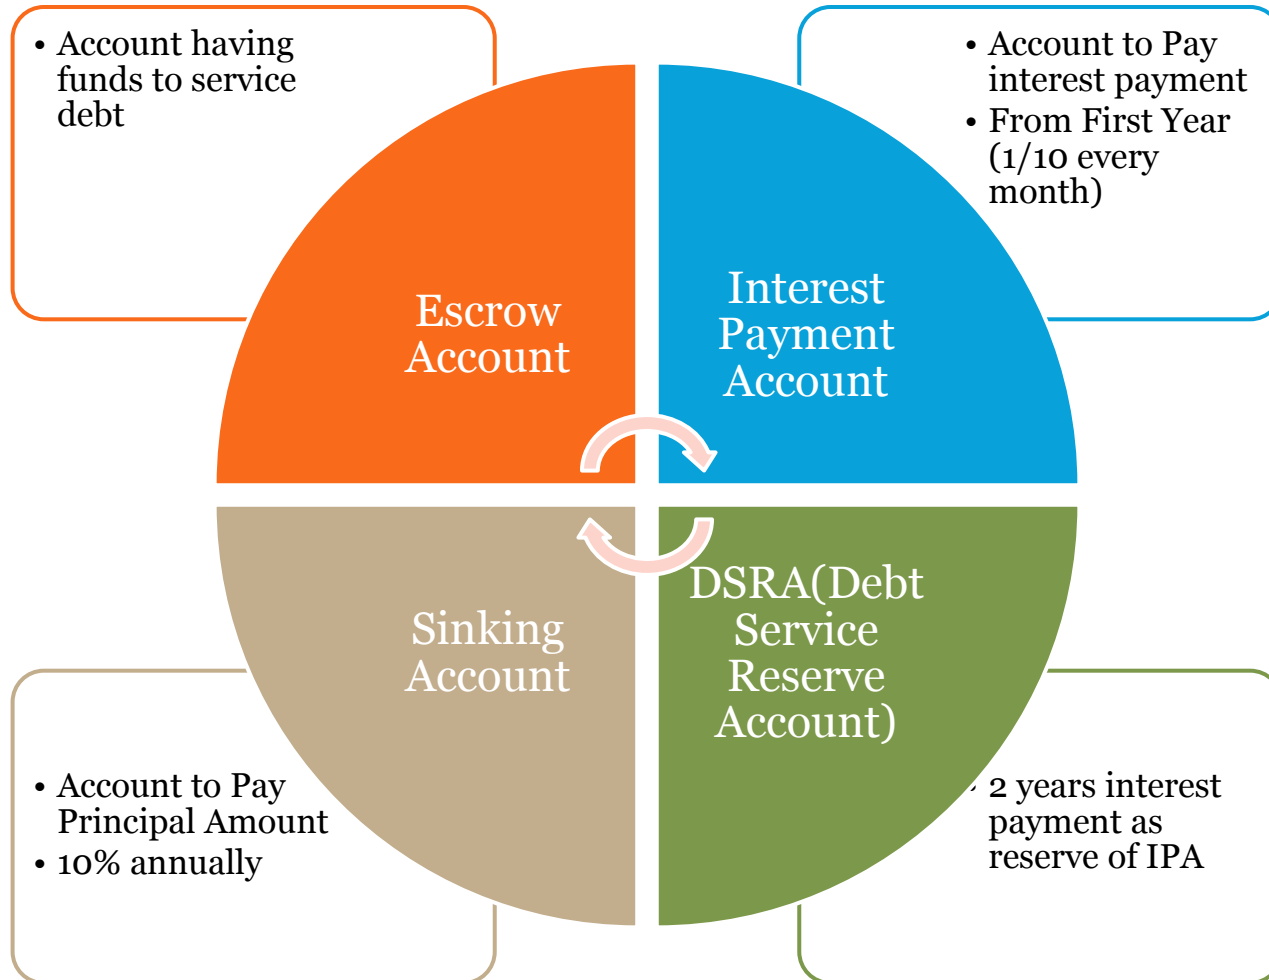 • Account having
funds to service
debt
• Account to Pay
interest payment
• From First Year
(1/10 every
month)
Escrow
Account
Interest
Payment
Account
Sinking
Account
DSRA(Debt
Service
Reserve
Account)
• Account to Pay
Principal Amount
• 10% annually
• 2 years interest
payment as
reserve of IPA